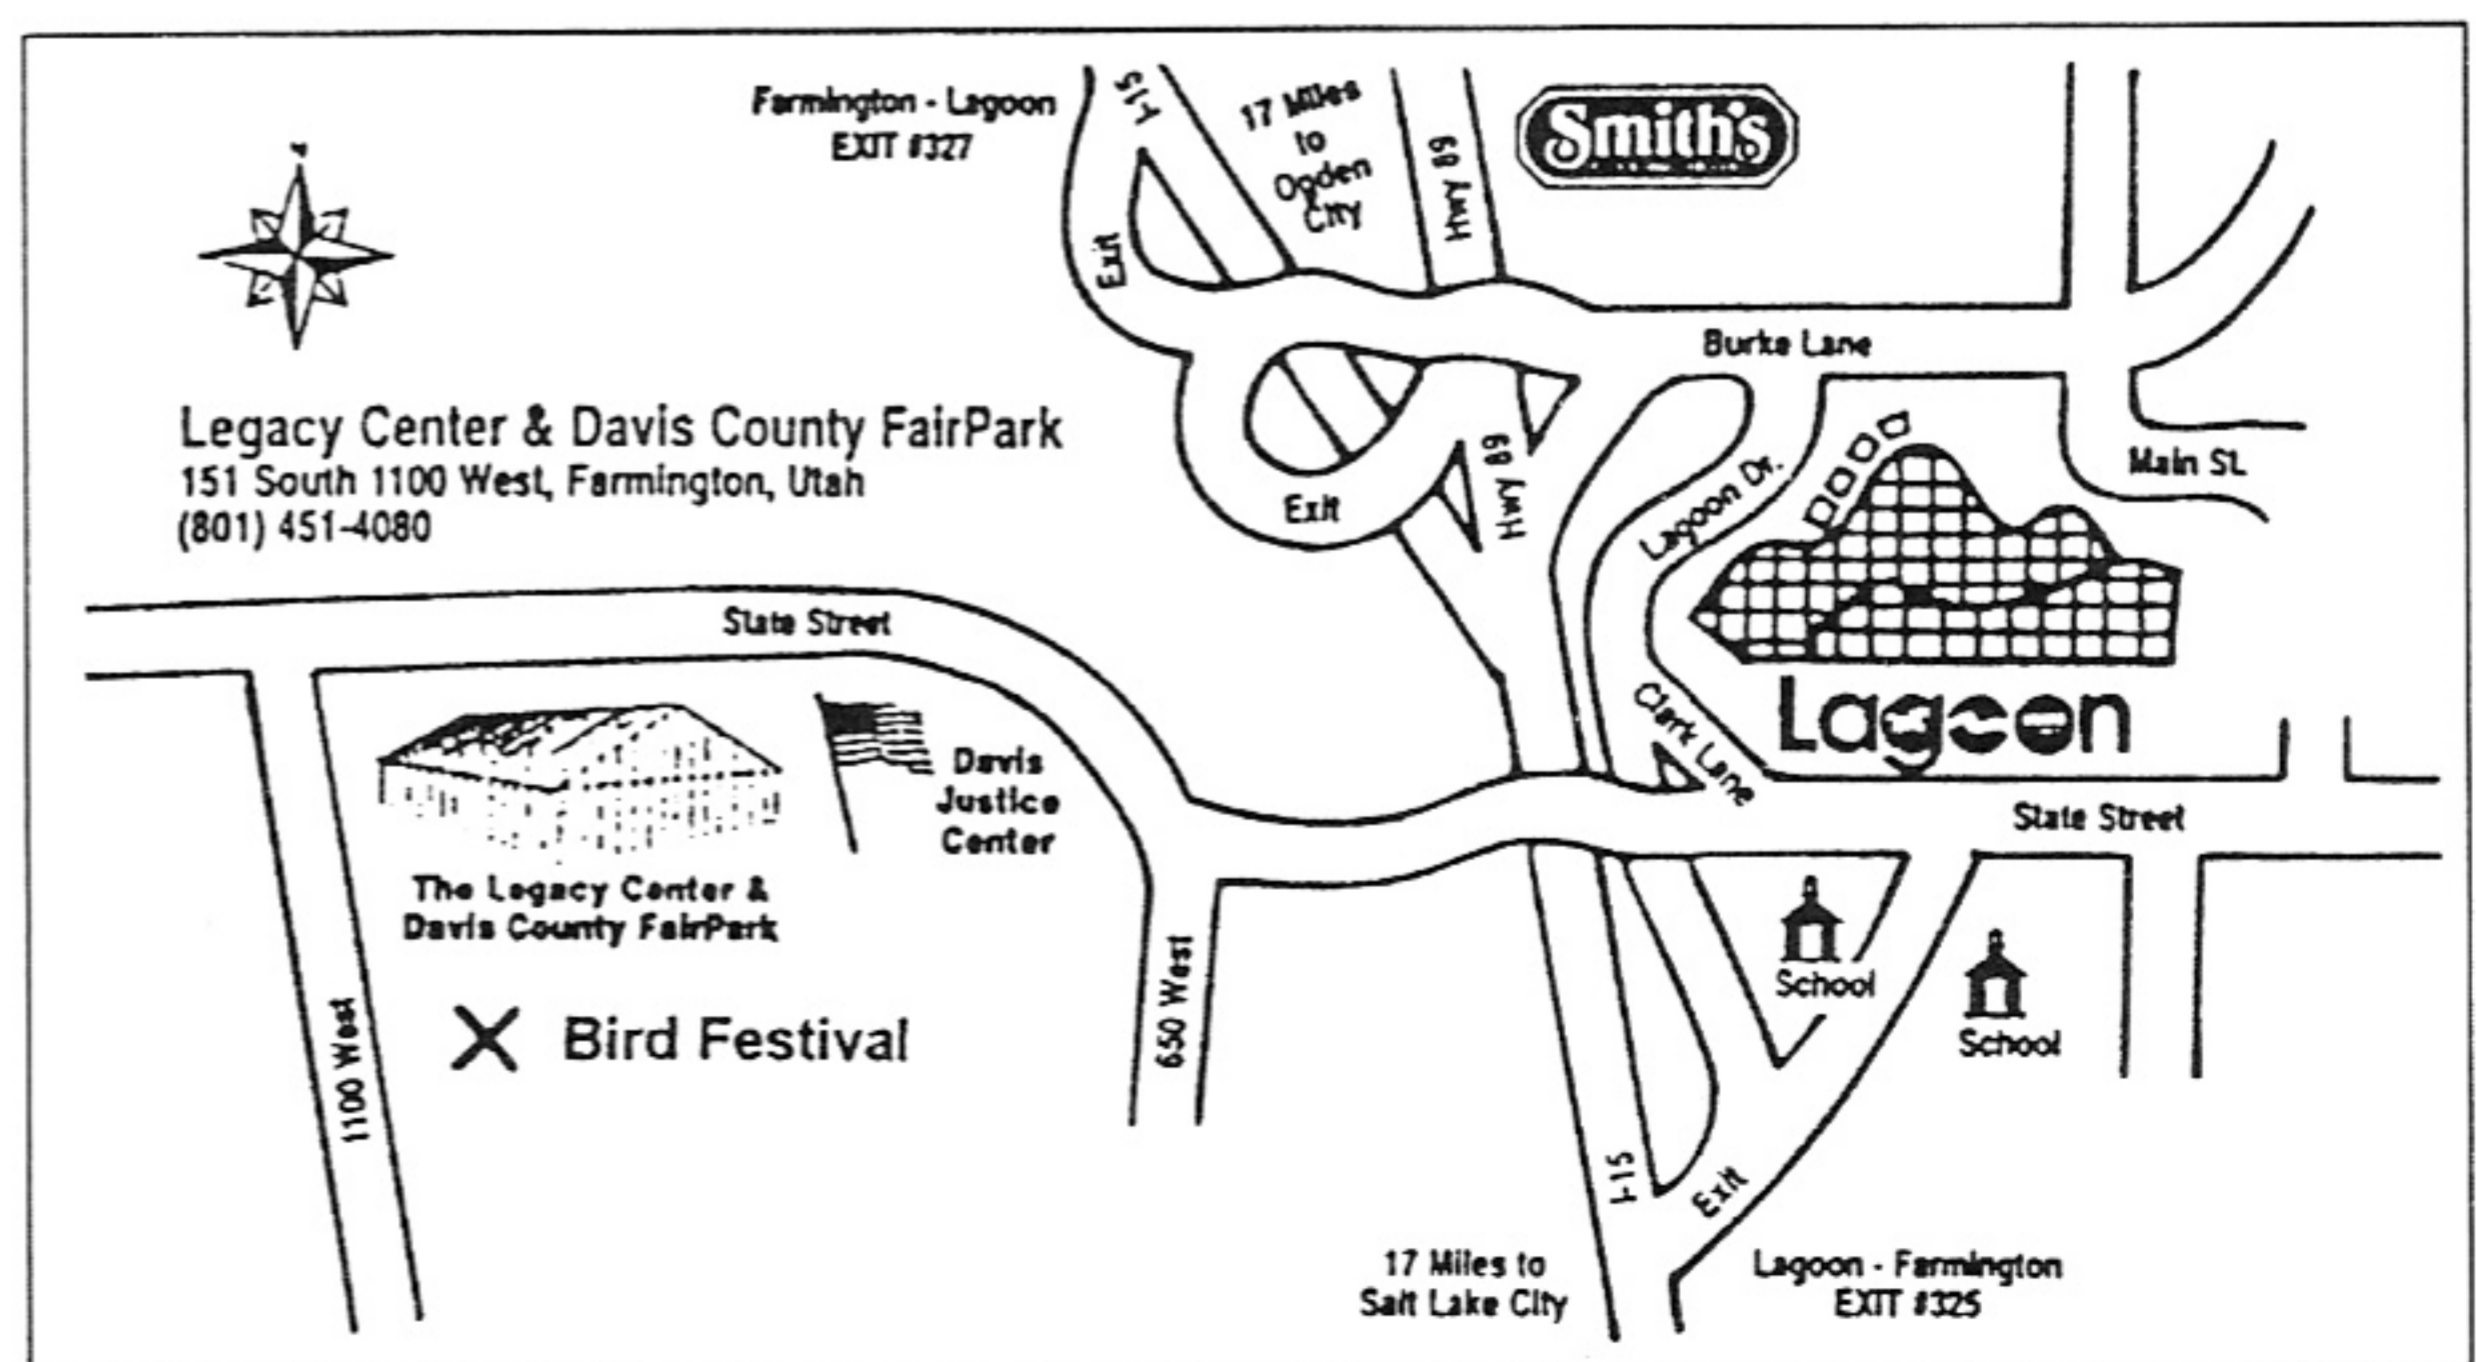 Farmington - Lagoon
EXIT #327
I-15
17 Miles
to
Ogden
City
Hwy 89
Smith's
Exit
Burke Lane
Legacy Center & Davis County FairPark
151 South 1100 West, Farmington, Utah
(801) 451-4080
Exit
Hwy 89
Lagoon Dr.
Main St.
State Street
Clark Lane
Lagoon
Davis
Justice
Center
State Street
The Legacy Center &
Davis County FairPark
School
School
1100 West
X Bird Festival
650 West
I-15
Exit
17 Miles to
Salt Lake City
Lagoon - Farmington
EXIT #325